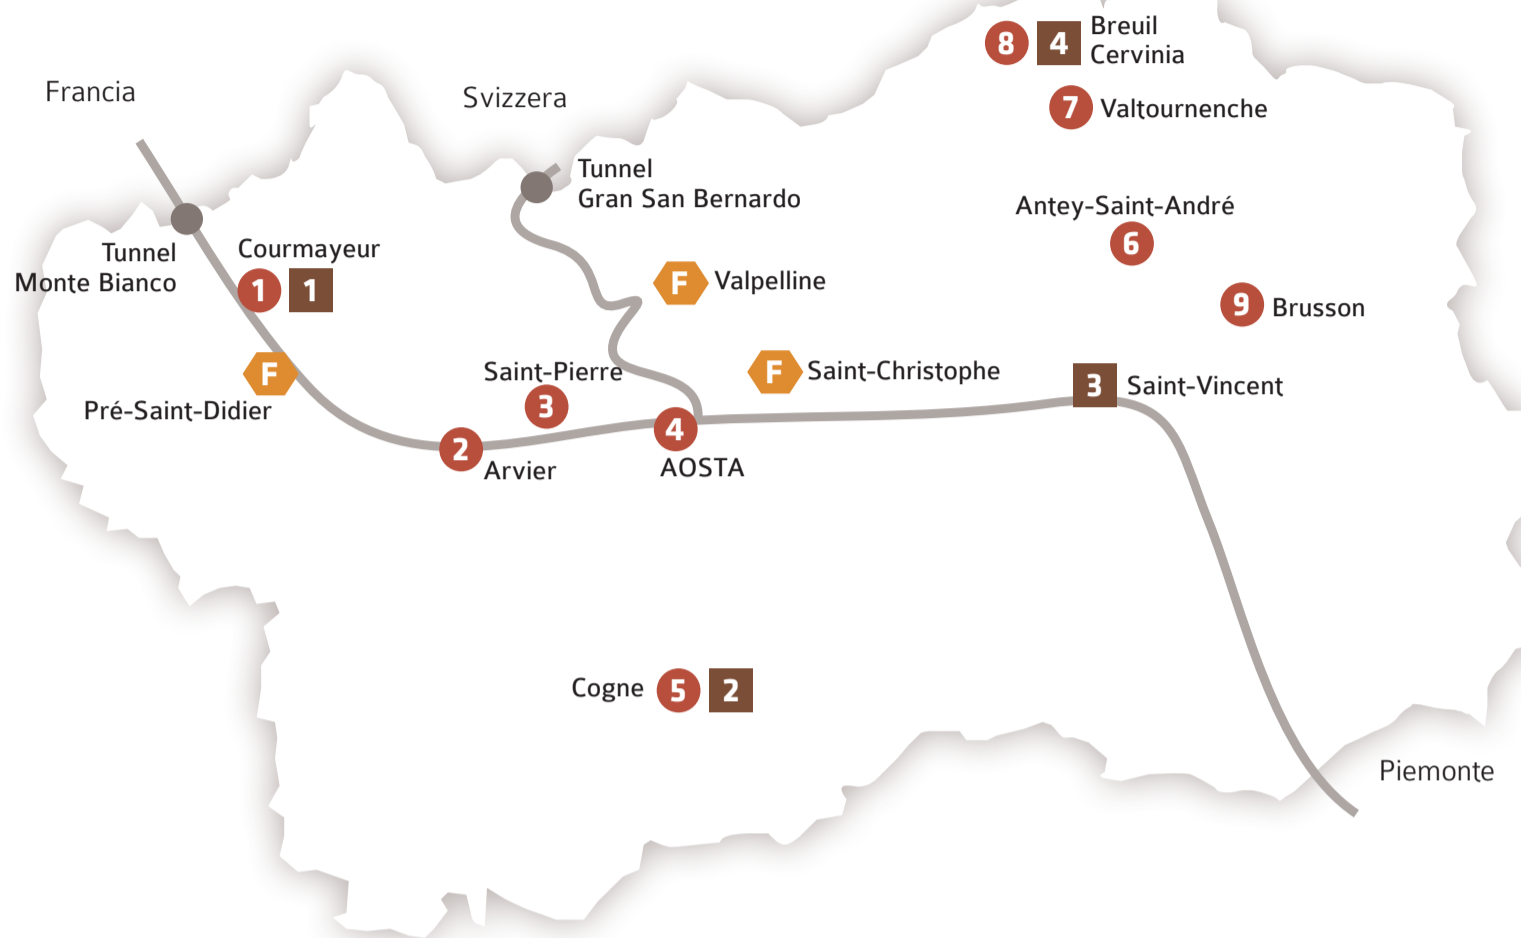 8 4 Breuil
Cervinia
Francia
Svizzera
7 Valtournenche
Tunnel
Gran San Bernardo
Antey-Saint-André
6
Tunnel
Monte Bianco
Courmayeur
1 1
F Valpelline
9 Brusson
F
Pré-Saint-Didier
Saint-Pierre
3
F Saint-Christophe
3 Saint-Vincent
2
Arvier
4
AOSTA
Cogne 5 2
Piemonte